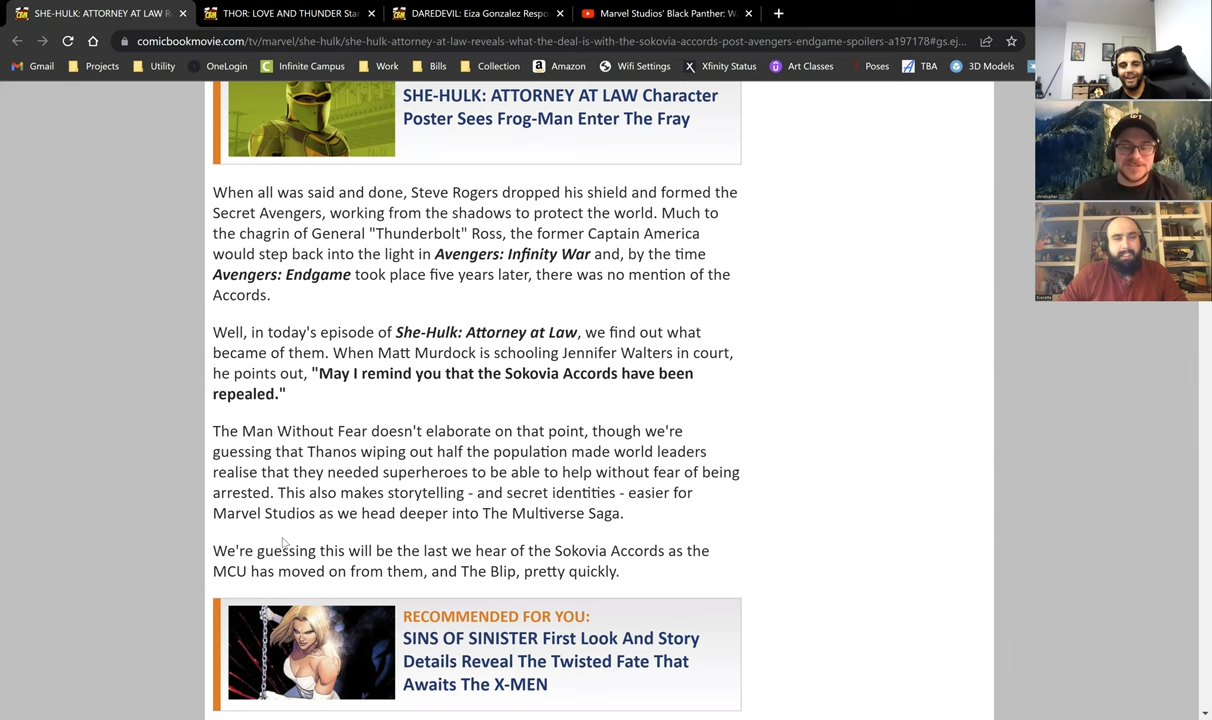 SHE-HULK: ATTORNEY AT LAW R
THOR: LOVE AND THUNDER Sta
DAREDEVIL: Eiza Gonzalez Respo
Marvel Studios' Black Panther: W
comicbookmovie.com/tv/marvel/she-hulk/she-hulk-attorney-at-law-reveals-what-the-deal-is-with-the-sokovia-accords-post-avengers-endgame-spoilers-a197178#gs.ej...
Gmail Projects Utility OneLogin Infinite Campus Work Bills Collection Amazon Wifi Settings Xfinity Status Art Classes Poses TBA 3D Models
SHE-HULK: ATTORNEY AT LAW Character
Poster Sees Frog-Man Enter The Fray
When all was said and done, Steve Rogers dropped his shield and formed the
Secret Avengers, working from the shadows to protect the world. Much to
the chagrin of General "Thunderbolt" Ross, the former Captain America
would step back into the light in Avengers: Infinity War and, by the time
Avengers: Endgame took place five years later, there was no mention of the
Accords.
Well, in today's episode of She-Hulk: Attorney at Law, we find out what
became of them. When Matt Murdock is schooling Jennifer Walters in court,
he points out, "May I remind you that the Sokovia Accords have been
repealed."
The Man Without Fear doesn't elaborate on that point, though we're
guessing that Thanos wiping out half the population made world leaders
realise that they needed superheroes to be able to help without fear of being
arrested. This also makes storytelling - and secret identities - easier for
Marvel Studios as we head deeper into The Multiverse Saga.
We're guessing this will be the last we hear of the Sokovia Accords as the
MCU has moved on from them, and The Blip, pretty quickly.
RECOMMENDED FOR YOU:
SINS OF SINISTER First Look And Story
Details Reveal The Twisted Fate That
Awaits The X-MEN
christopher
Everette